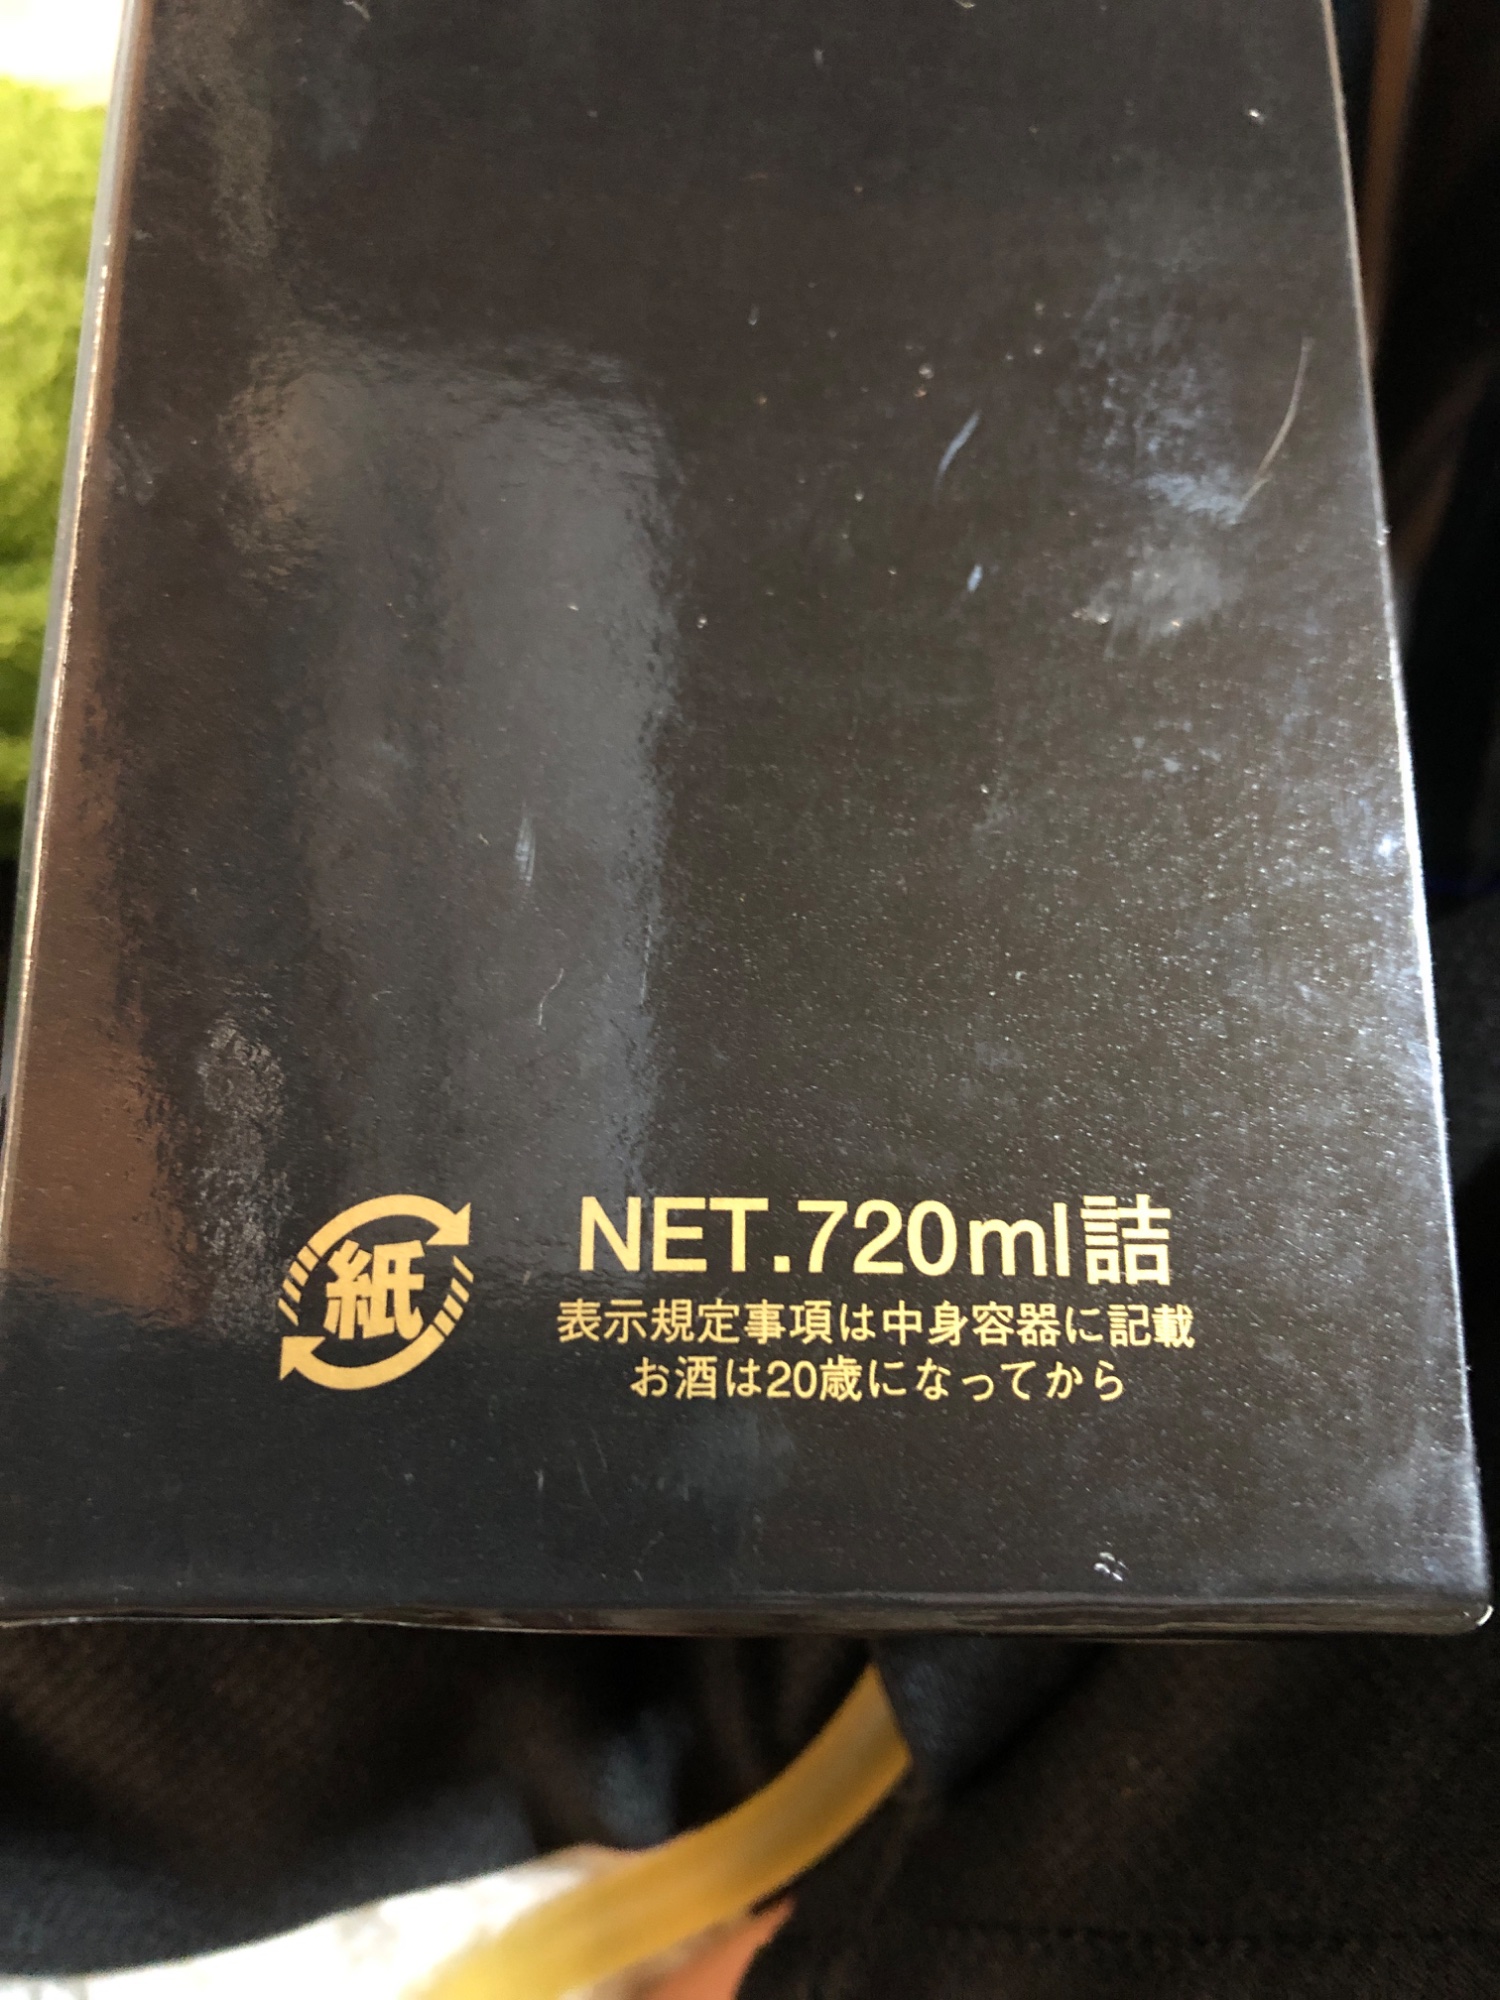 紙
NET.720ml詰
表示規定事項は中身容器に記載
お酒は20歳になってから